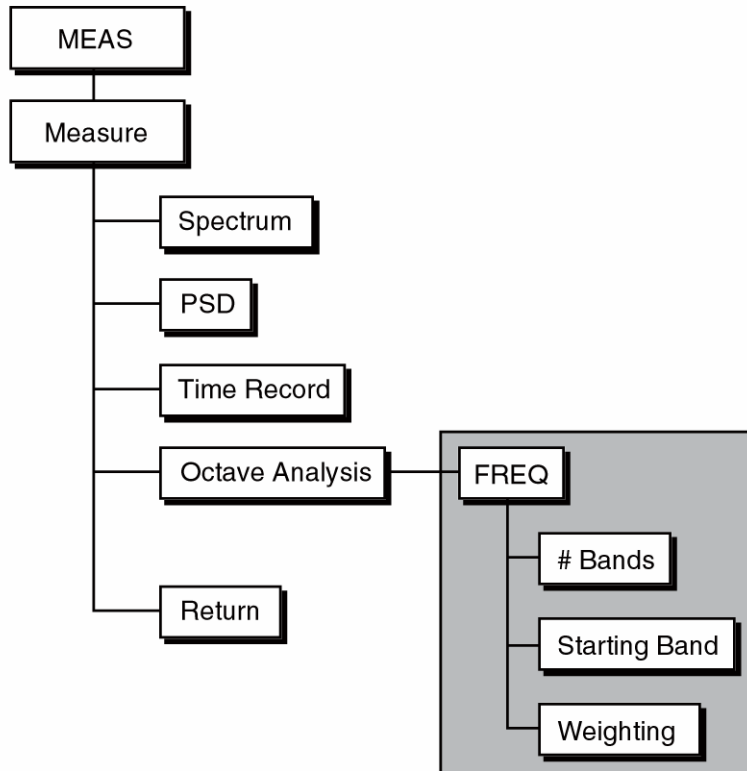 MEAS
Measure
Spectrum
PSD
Time Record
Octave Analysis
FREQ
# Bands
Starting Band
Weighting
Return